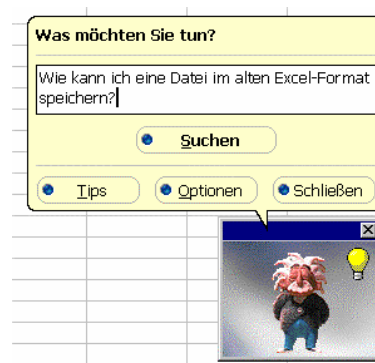 Was möchten Sie tun?
Wie kann ich eine Datei im alten Excel-Format
speichern?
Suchen
Tips Optionen Schließen